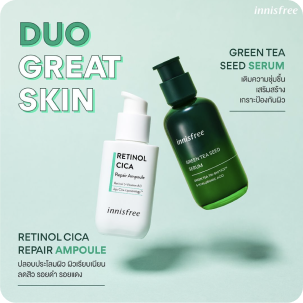 innisfree
DUO
GREAT
SKIN
GREEN TEA
SEED SERUM
เติมความชุ่มชื้น
เสริมสร้าง
เกราะป้องกันผิว
innisfree
GREEN TEA SEED
SERUM
RETINOL
CICA
Repair Ampoule
innisfree
RETINOL CICA
REPAIR AMPOULE
ปลอบประโลมผิว ผิวเรียบเนียน
ลดสิว รอยดำ รอยแดง